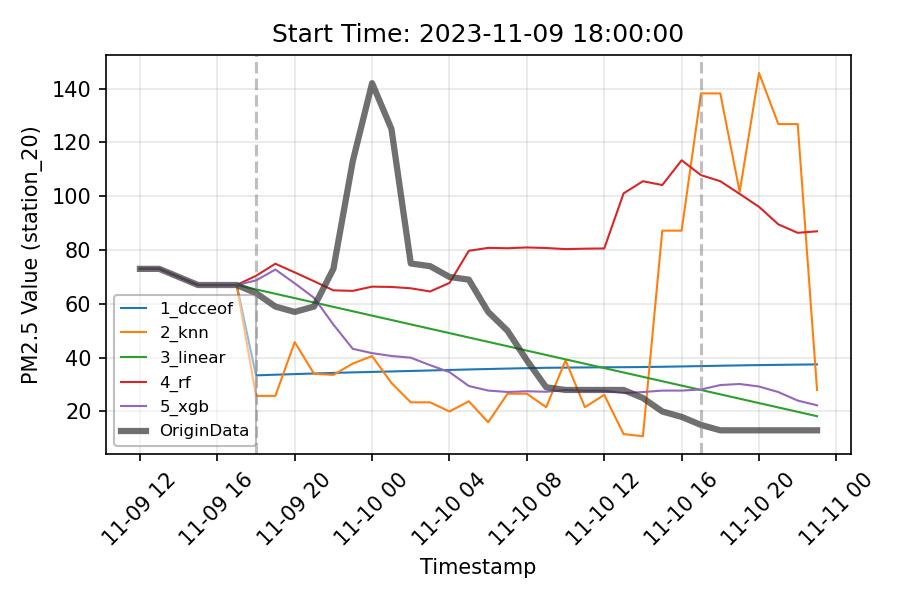 Start Time: 2023-11-09 18:00:00
PM2.5 Value (station_20)
140
120
100
80
60
40
20
1_dcceof
2_knn
3_linear
4_rf
5_xgb
OriginData
11-09 12
11-09 16
11-09 20
11-10 00
11-10 04
11-10 08
11-10 12
11-10 16
11-10 20
11-11 00
Timestamp